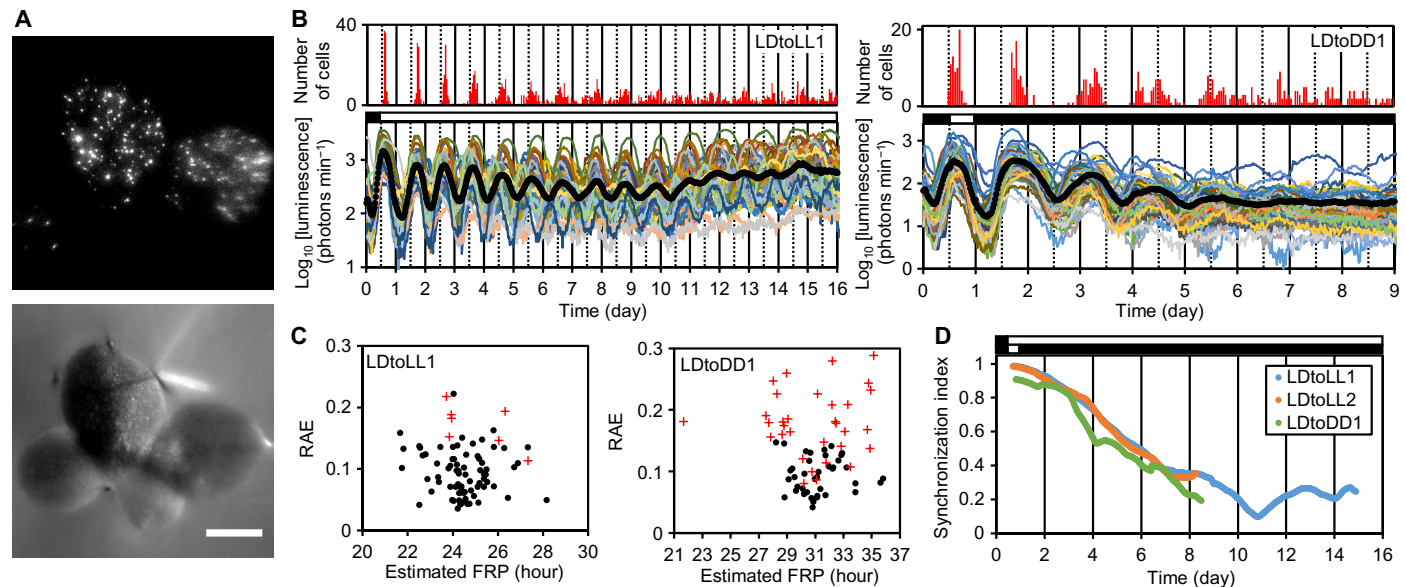 A
B
40
0
Number
of cells
LDtoLL1
20
0
Number
of cells
LDtoDD1
3
2
1
Log10 [luminescence]
(photons min−1)
0 1 2 3 4 5 6 7 8 9 10 11 12 13 14 15 16
Time (day)
3
2
1
0
Log10 [luminescence]
(photons min−1)
0 1 2 3 4 5 6 7 8 9
Time (day)
C
LDtoLL1
0.3
0.2
0.1
0
RAE
20 22 24 26 28 30
Estimated FRP (hour)
LDtoDD1
0.3
0.2
0.1
0
RAE
21 23 25 27 29 31 33 35 37
Estimated FRP (hour)
D
1
0.8
0.6
0.4
0.2
0
Synchronization index
LDtoLL1
LDtoLL2
LDtoDD1
0 2 4 6 8 10 12 14 16
Time (day)